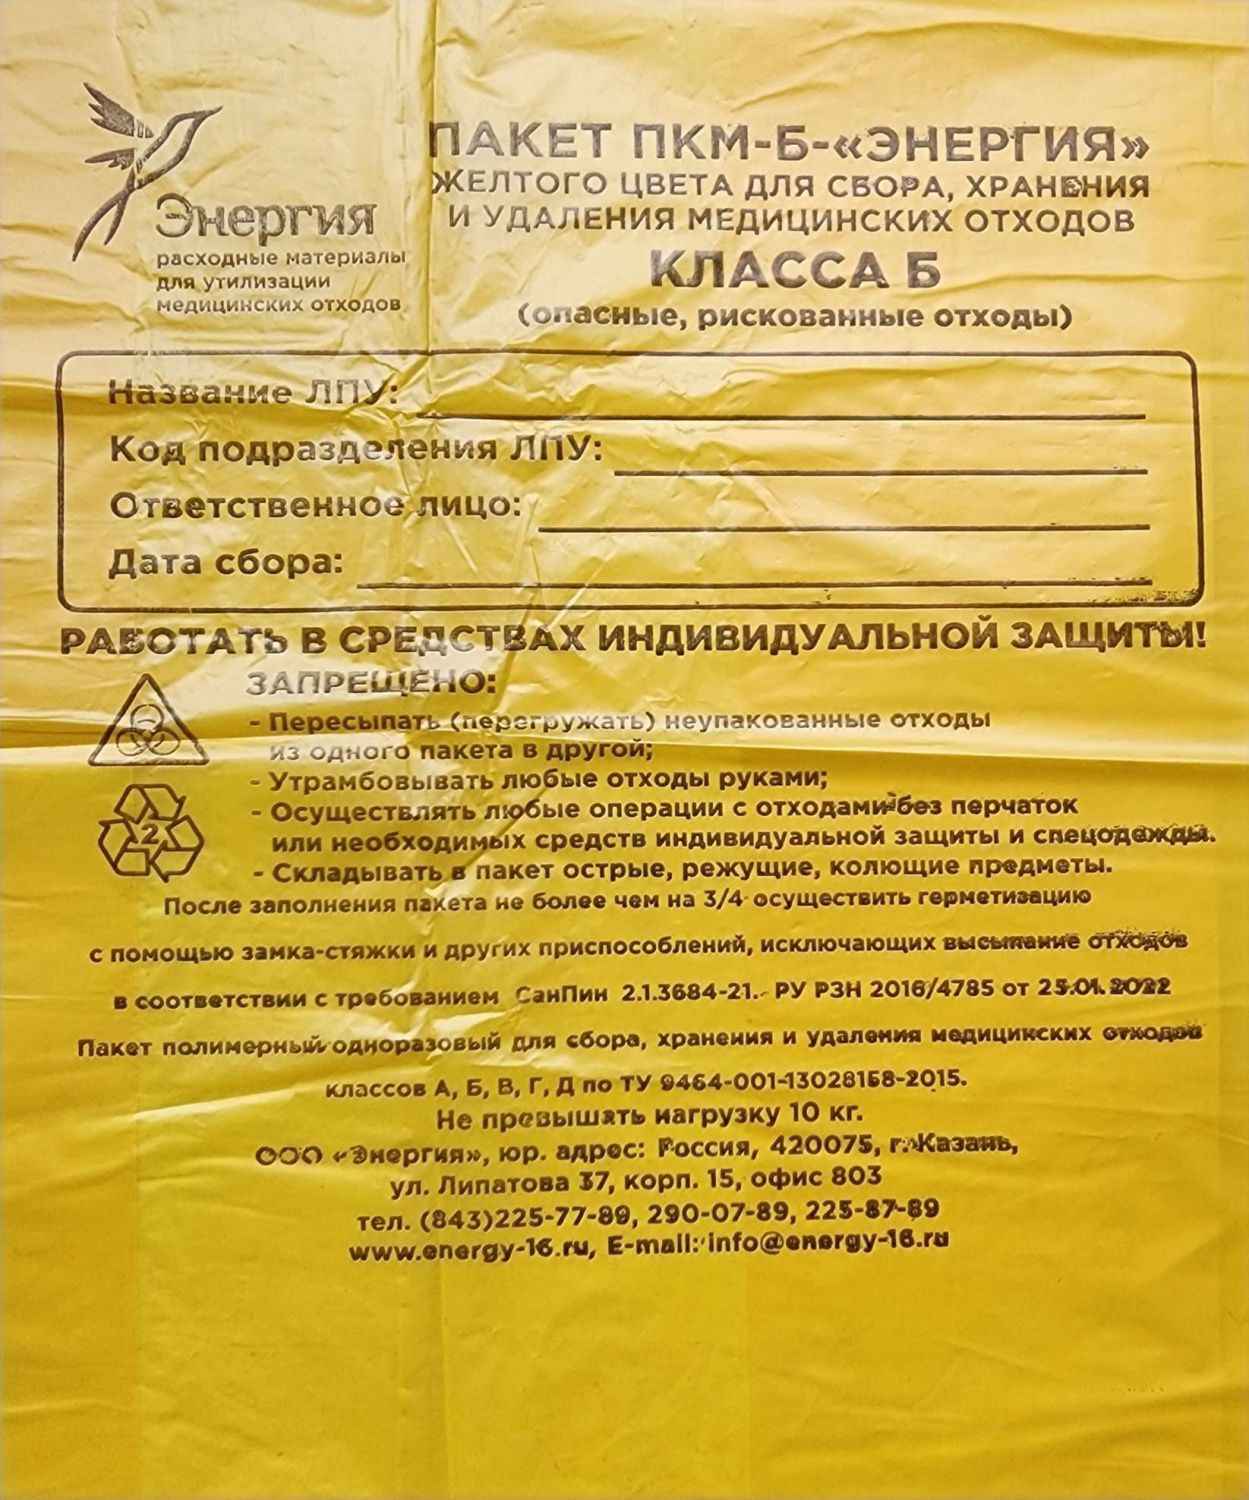 Энергия
расходные материалы
для утилизации
медицинских отходов
ПАКЕТ ПКМ-Б-«ЭНЕРГИЯ»
ЖЕЛТОГО ЦВЕТА ДЛЯ СБОРА, ХРАНЕНИЯ
И УДАЛЕНИЯ МЕДИЦИНСКИХ ОТХОДОВ
КЛАССА Б
(опасные, рискованные отходы)
Название ЛПУ:
Код подразделения ЛПУ:
Ответственное лицо:
Дата сбора:
РАБОТАТЬ В СРЕДСТВАХ ИНДИВИДУАЛЬНОЙ ЗАЩИТЫ!
ЗАПРЕЩЕНО:
- Пересыпать (перегружать) неупакованные отходы
из одного пакета в другой;
- Утрамбовывать любые отходы руками;
- Осуществлять любые операции с отходами без перчаток
или необходимых средств индивидуальной защиты и спецодежды.
- Складывать в пакет острые, режущие, колющие предметы.
2
После заполнения пакета не более чем на 3/4 осуществить герметизацию
с помощью замка-стяжки и других приспособлений, исключающих высыпание отходов
в соответствии с требованием СанПин 2.1.3684-21. РУ РЗН 2016/4785 от 25.01.2022
Пакет полимерный одноразовый для сбора, хранения и удаления медицинских отходов
классов А, Б, В, Г, Д по ТУ 9464-001-13028158-2015.
Не превышать нагрузку 10 кг.
ООО «Энергия», юр. адрес: Россия, 420075, г. Казань,
ул. Липатова 37, корп. 15, офис 803
тел. (843)225-77-89, 290-07-89, 225-87-89
www.energy-16.ru, E-mail: info@energy-16.ru